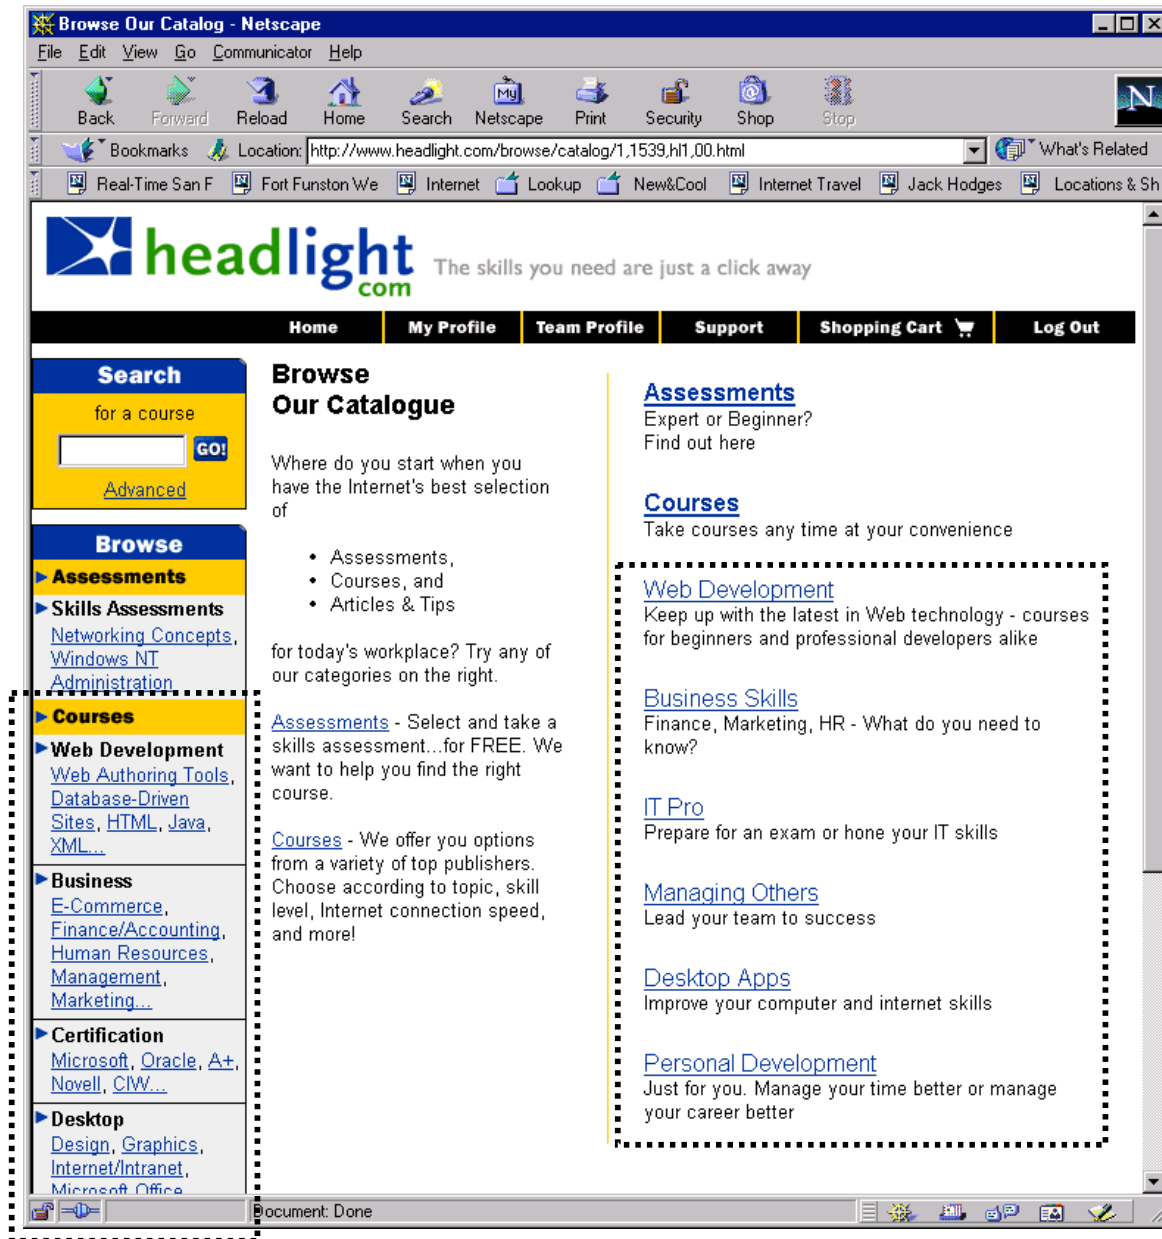 Browse Our Catalog - Netscape
File Edit View Go Communicator Help
My
Back Forward Reload Home Search Netscape Print Security Shop Stop
N
Bookmarks Location: http://www.headlight.com/browse/catalog/1,1539,hl1,00.html What's Related
Real-Time San F Fort Funston We Internet Lookup New&Cool Internet Travel Jack Hodges Locations & Sh
headlight
com
The skills you need are just a click away
Home My Profile Team Profile Support Shopping Cart Log Out
Search
for a course
GO!
Advanced
Browse
Assessments
Skills Assessments
Networking Concepts,
Windows NT
Administration
Courses
Web Development
Web Authoring Tools,
Database-Driven
Sites, HTML, Java,
XML...
Business
E-Commerce,
Finance/Accounting,
Human Resources,
Management,
Marketing...
Certification
Microsoft, Oracle, A+,
Novell, CIW...
Desktop
Design, Graphics,
Internet/Intranet,
Microsoft Office
Browse
Our Catalogue
Where do you start when you
have the Internet's best selection
of
• Assessments,
• Courses, and
• Articles & Tips
for today's workplace? Try any of
our categories on the right.
Assessments - Select and take a
skills assessment...for FREE. We
want to help you find the right
course.
Courses - We offer you options
from a variety of top publishers.
Choose according to topic, skill
level, Internet connection speed,
and more!
Assessments
Expert or Beginner?
Find out here
Courses
Take courses any time at your convenience
Web Development
Keep up with the latest in Web technology - courses
for beginners and professional developers alike
Business Skills
Finance, Marketing, HR - What do you need to
know?
IT Pro
Prepare for an exam or hone your IT skills
Managing Others
Lead your team to success
Desktop Apps
Improve your computer and internet skills
Personal Development
Just for you. Manage your time better or manage
your career better
Document: Done